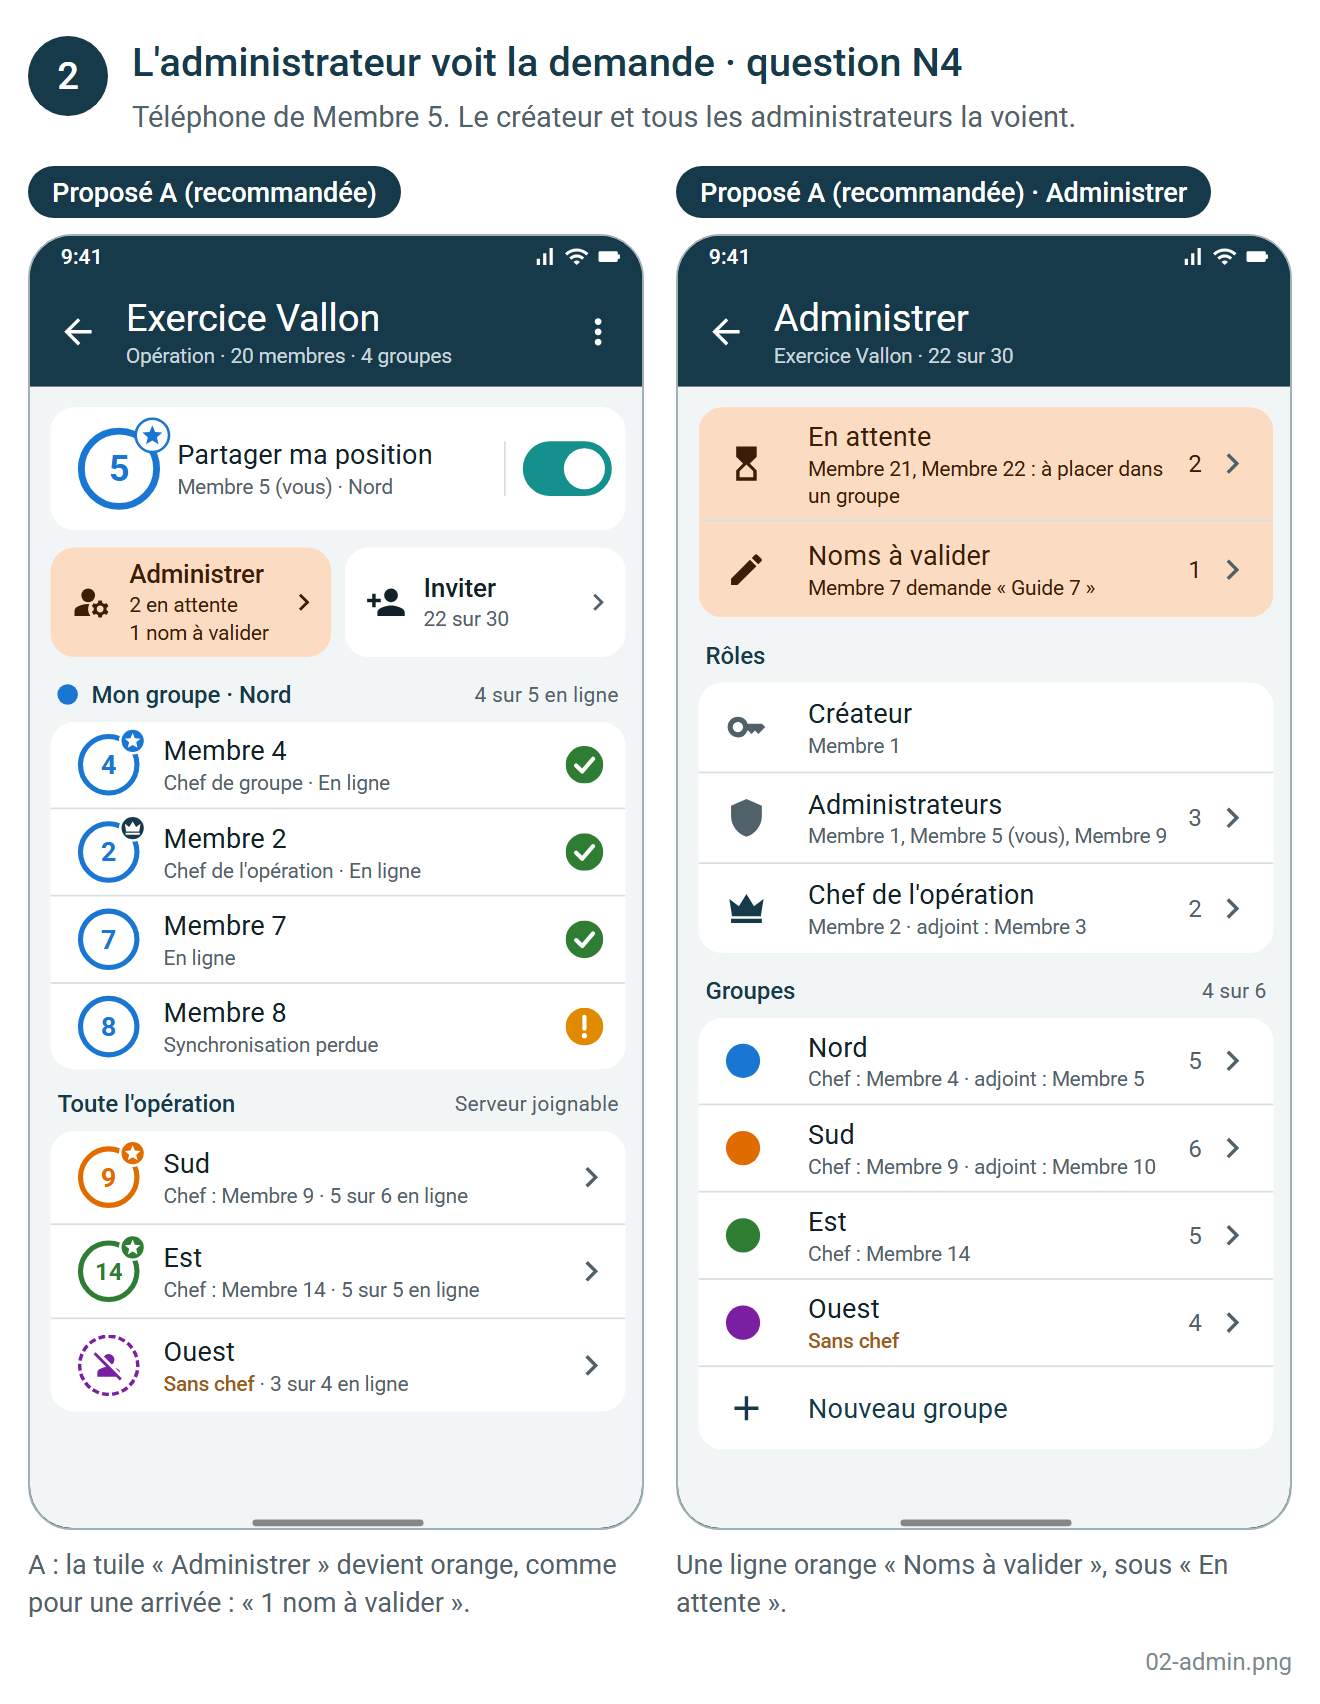 2
L'administrateur voit la demande · question N4
Téléphone de Membre 5. Le créateur et tous les administrateurs la voient.
Proposé A (recommandée)
9:41
Exercice Vallon
Opération · 20 membres · 4 groupes
5
Partager ma position
Membre 5 (vous) · Nord
Administrer
2 en attente
1 nom à valider
Inviter
22 sur 30
Mon groupe · Nord
4 sur 5 en ligne
4
Membre 4
Chef de groupe · En ligne
2
Membre 2
Chef de l'opération · En ligne
7
Membre 7
En ligne
8
Membre 8
Synchronisation perdue
Toute l'opération
Serveur joignable
9
Sud
Chef : Membre 9 · 5 sur 6 en ligne
14
Est
Chef : Membre 14 · 5 sur 5 en ligne
Ouest
Sans chef · 3 sur 4 en ligne
A : la tuile « Administrer » devient orange, comme
pour une arrivée : « 1 nom à valider ».
Proposé A (recommandée) · Administrer
9:41
Administrer
Exercice Vallon · 22 sur 30
En attente
Membre 21, Membre 22 : à placer dans
un groupe
2
Noms à valider
Membre 7 demande « Guide 7 »
1
Rôles
Créateur
Membre 1
Administrateurs
Membre 1, Membre 5 (vous), Membre 9
3
Chef de l'opération
Membre 2 · adjoint : Membre 3
2
Groupes
4 sur 6
Nord
Chef : Membre 4 · adjoint : Membre 5
5
Sud
Chef : Membre 9 · adjoint : Membre 10
6
Est
Chef : Membre 14
5
Ouest
Sans chef
4
Nouveau groupe
Une ligne orange « Noms à valider », sous « En
attente ».
02-admin.png